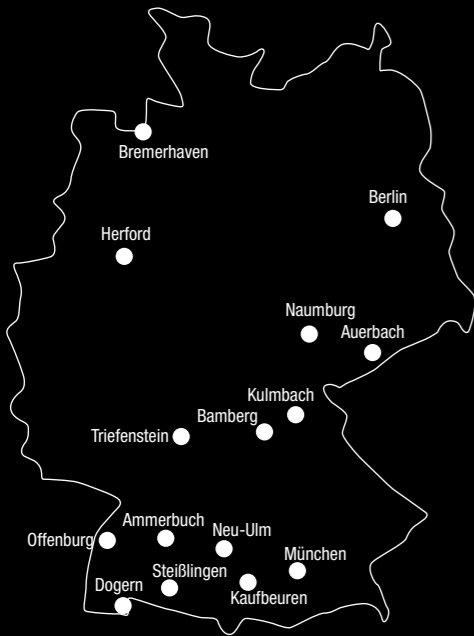 Bremerhaven
Berlin
Herford
Naumburg
Auerbach
Kulmbach
Bamberg
Triefenstein
Ammerbuch
Neu-Ulm
Offenburg
München
Steißlingen
Dogern
Kaufbeuren